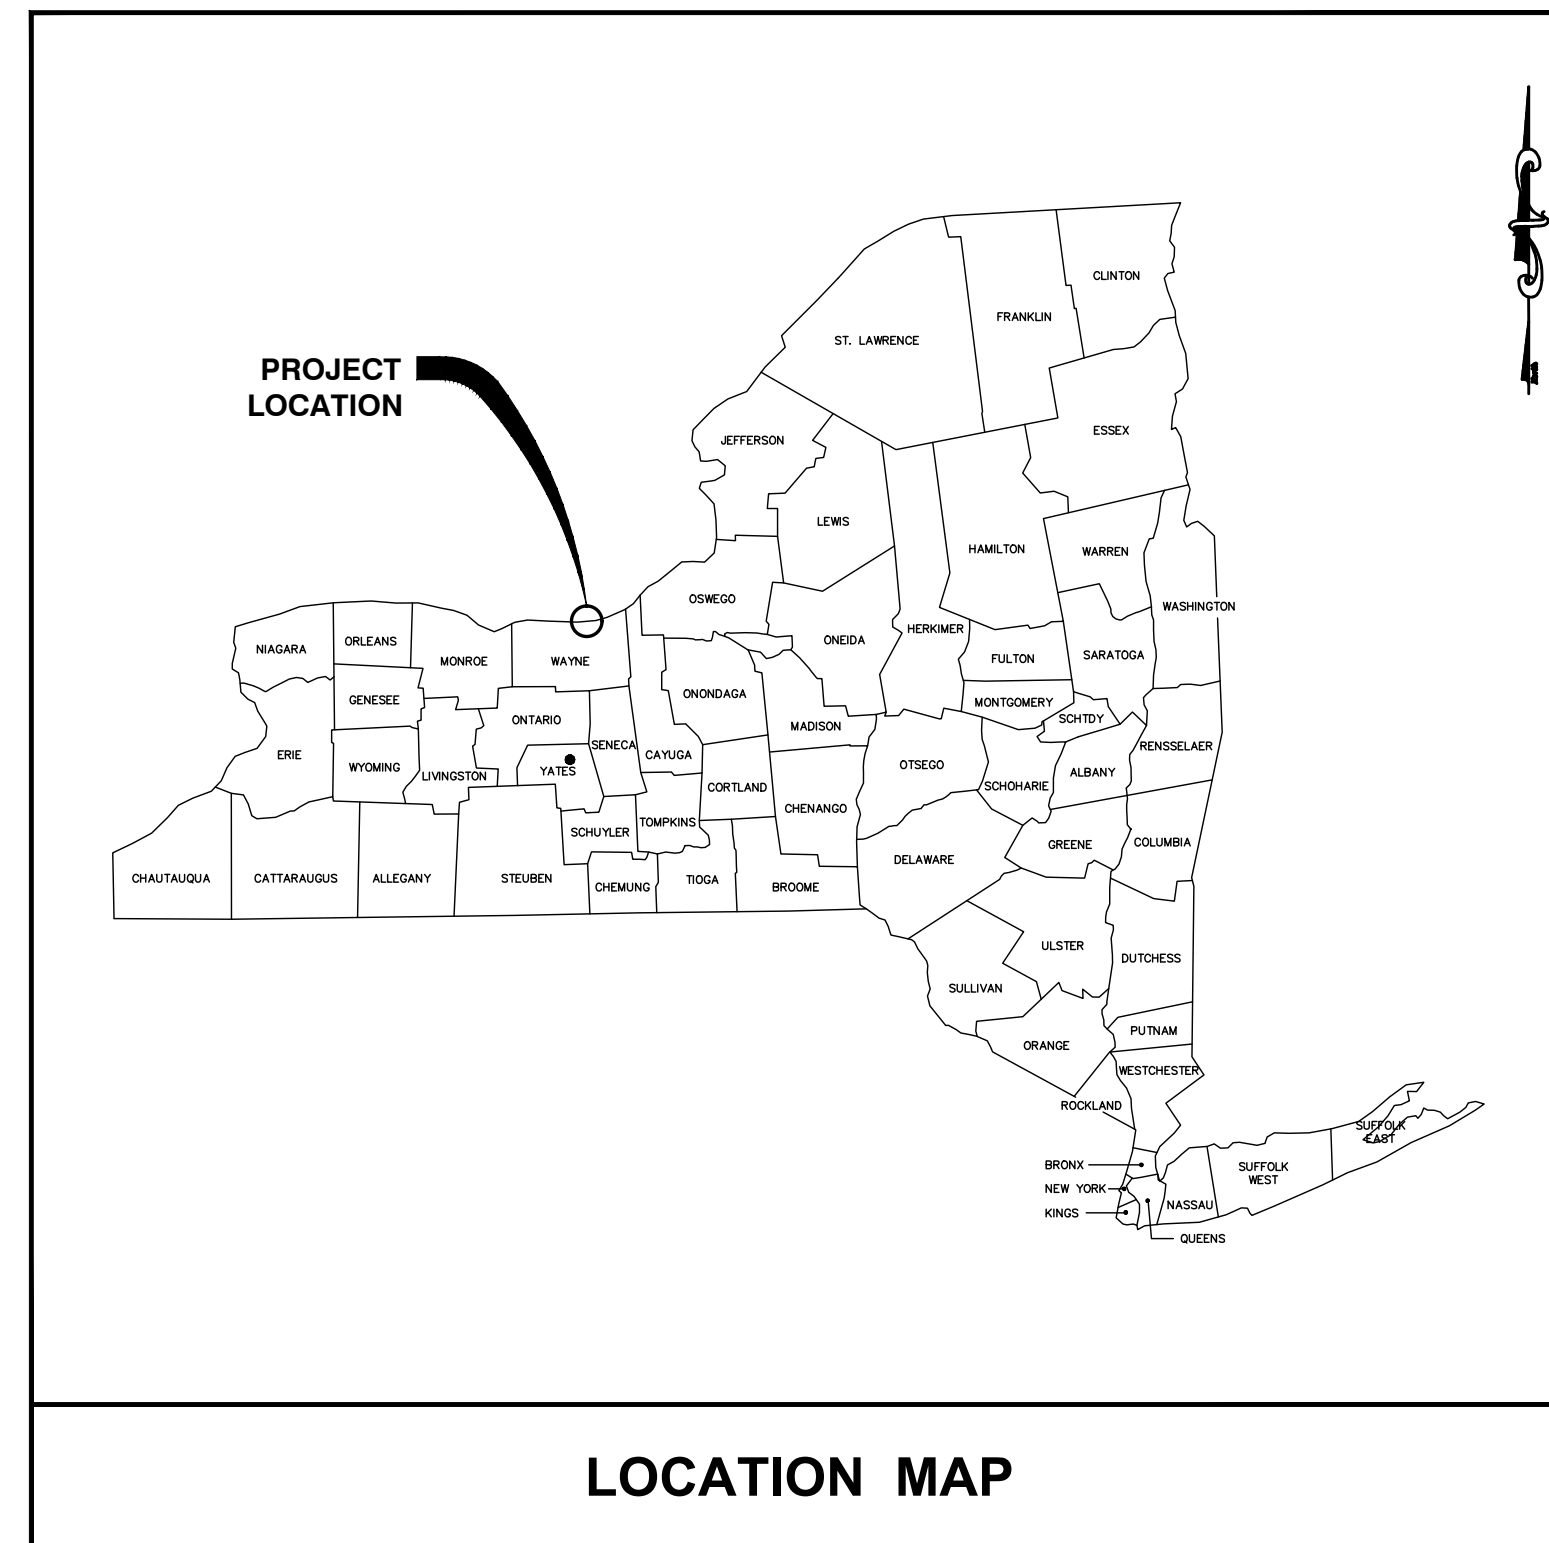 CLINTON
FRANKLIN
ST. LAWRENCE
PROJECT
LOCATION
ESSEX
JEFFERSON
LEWIS
HAMILTON
WARREN
OSWEGO
WASHINGTON
HERKIMER
ONEIDA
ORLEANS
NIAGARA
MONROE
WAYNE
FULTON
SARATOGA
ONONDAGA
GENESEE
MONTGOMERY
ONTARIO
SCHTDY
MADISON
SENECA
RENSSELAER
ERIE
CAYUGA
WYOMING
YATES
LIVINGSTON
OTSEGO
ALBANY
SCHOHARIE
CORTLAND
CHENANGO
TOMPKINS
SCHUYLER
GREENE
COLUMBIA
DELAWARE
CHAUTAUQUA
CATTARAUGUS
ALLEGANY
STEUBEN
CHEMUNG
TIOGA
BROOME
ULSTER
DUTCHESS
SULLIVAN
PUTNAM
ORANGE
WESTCHESTER
ROCKLAND
SUFFOLK
EAST
BRONX
SUFFOLK
WEST
NEW YORK
NASSAU
KINGS
QUEENS
LOCATION MAP